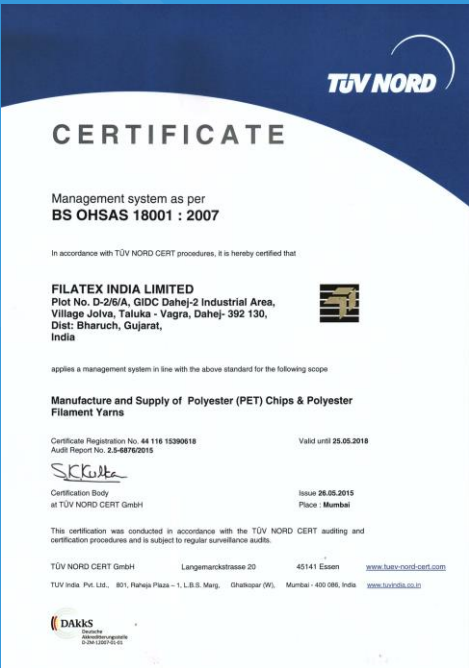 TÜV NORD
CERTIFICATE
Management system as per
BS OHSAS 18001 : 2007
In accordance with TÜV NORD CERT procedures, it is hereby certified that
FILATEX INDIA LIMITED
Plot No. D-2/6/A, GIDC Dahej-2 Industrial Area,
Village Jolva, Taluka - Vagra, Dahej- 392 130,
Dist: Bharuch, Gujarat,
India
applies a management system in line with the above standard for the following scope
Manufacture and Supply of Polyester (PET) Chips & Polyester
Filament Yarns
Certificate Registration No. 44 116 15390618 Valid until 25.05.2018
Audit Report No. 2.5-6876/2015
Certification Body Issue 26.05.2015
at TÜV NORD CERT GmbH Place : Mumbai
This certification was conducted in accordance with the TÜV NORD CERT auditing and
certification procedures and is subject to regular surveillance audits.
TÜV NORD CERT GmbH Langemarckstrasse 20 45141 Essen www.tuev-nord-cert.com
TUV India Pvt. Ltd., 801, Raheja Plaza – 1, L.B.S. Marg, Ghatkopar (W), Mumbai - 400 086, India www.tuvindia.co.in
DAkkS
Deutsche
Akkreditierungsstelle
D-ZM-12007-01-01